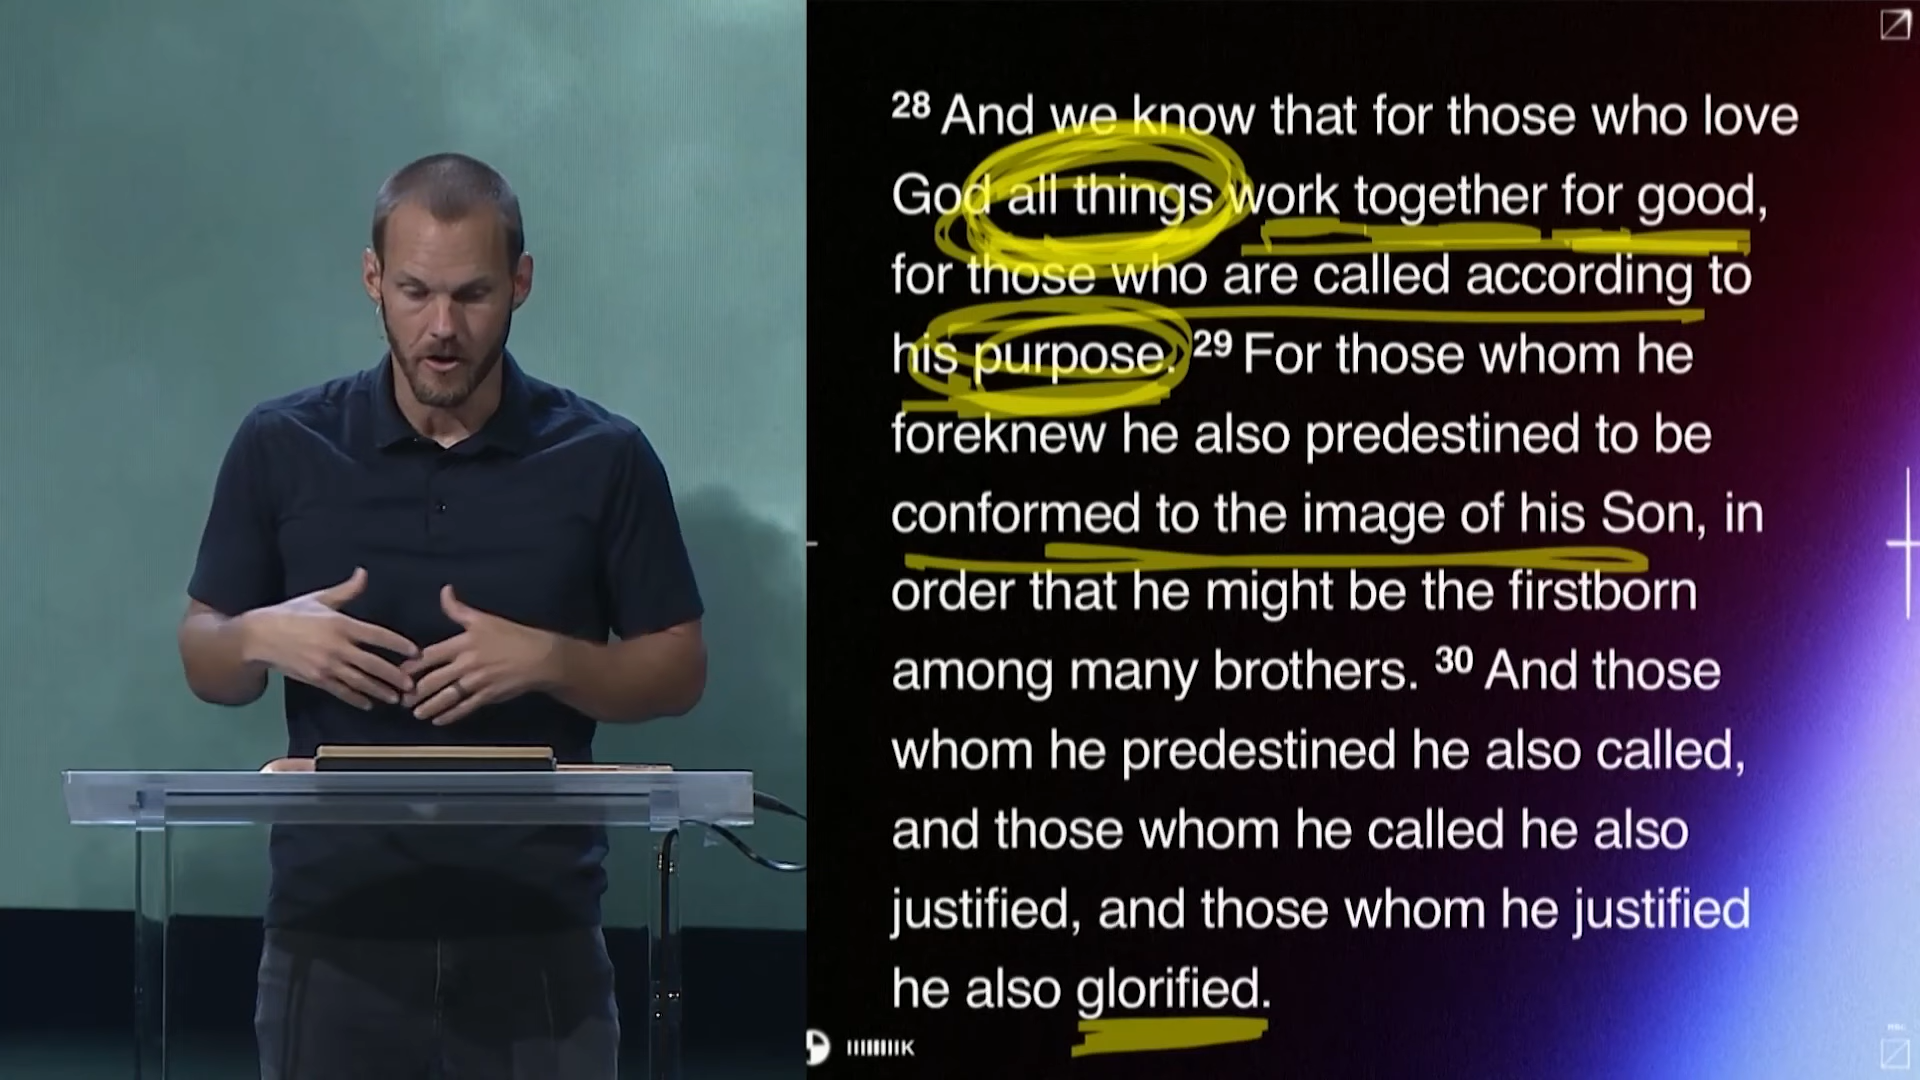 28 And we know that for those who love
God all things work together for good,
for those who are called according to
his purpose. 29 For those whom he
foreknew he also predestined to be
conformed to the image of his Son, in
order that he might be the firstborn
among many brothers. 30 And those
whom he predestined he also called,
and those whom he called he also
justified, and those whom he justified
he also glorified.